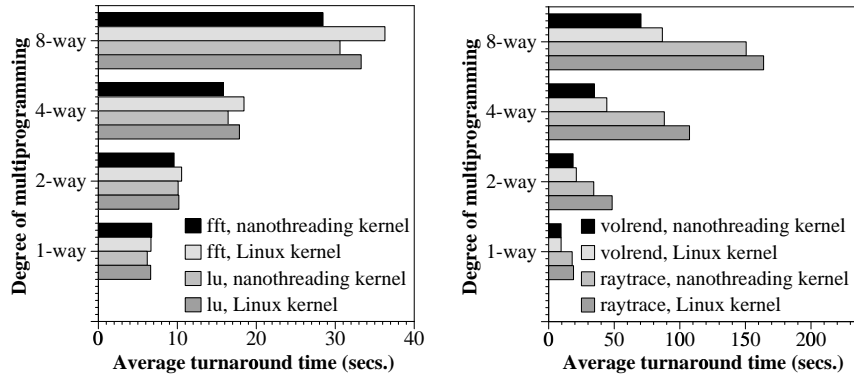 Degree of multiprogramming
8-way
4-way
2-way
1-way
fft, nanothreading kernel
fft, Linux kernel
lu, nanothreading kernel
lu, Linux kernel
0 10 20 30 40
Average turnaround time (secs.)
Degree of multiprogramming
8-way
4-way
2-way
1-way
volrend, nanothreading kernel
volrend, Linux kernel
raytrace, nanothreading kernel
raytrace, Linux kernel
0 50 100 150 200
Average turnaround time (secs.)